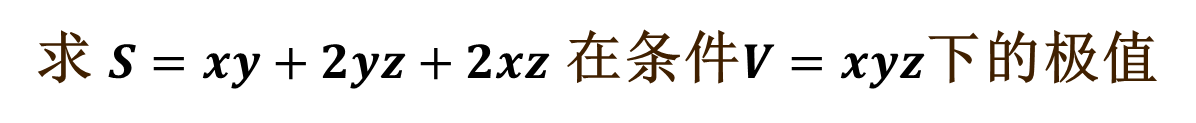 求 S = xy + 2yz + 2xz 在条件V = xyz下的极值